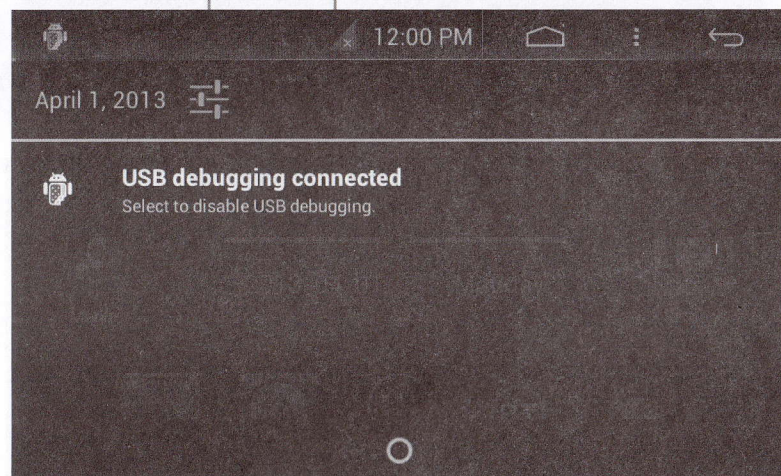 12:00 PM
April 1, 2013
USB debugging connected
Select to disable USB debugging.